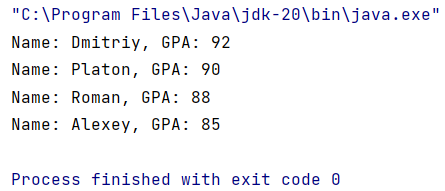 "C:\Program Files\Java\jdk-20\bin\java.exe"
Name: Dmitriy, GPA: 92
Name: Platon, GPA: 90
Name: Roman, GPA: 88
Name: Alexey, GPA: 85
Process finished with exit code 0